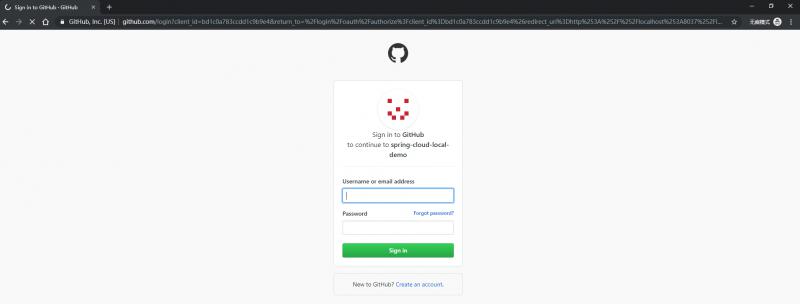 Sign in to GitHub · GitHub
GitHub, Inc. [US] | github.com/login?client_id=bd1c0a783ccdd1c9b9e4&return_to=%2Flogin%2Foauth%2Fauthorize%3Fclient_id%3Dbd1c0a783ccdd1c9b9e4%26redirect_uri%3Dhttp%253A%252F%252Flocalhost%253A8037%252Fl...
无痕模式
Sign in to GitHub
to continue to spring-cloud-local-
demo
Username or email address
Password
Forgot password?
Sign in
New to GitHub? Create an account.